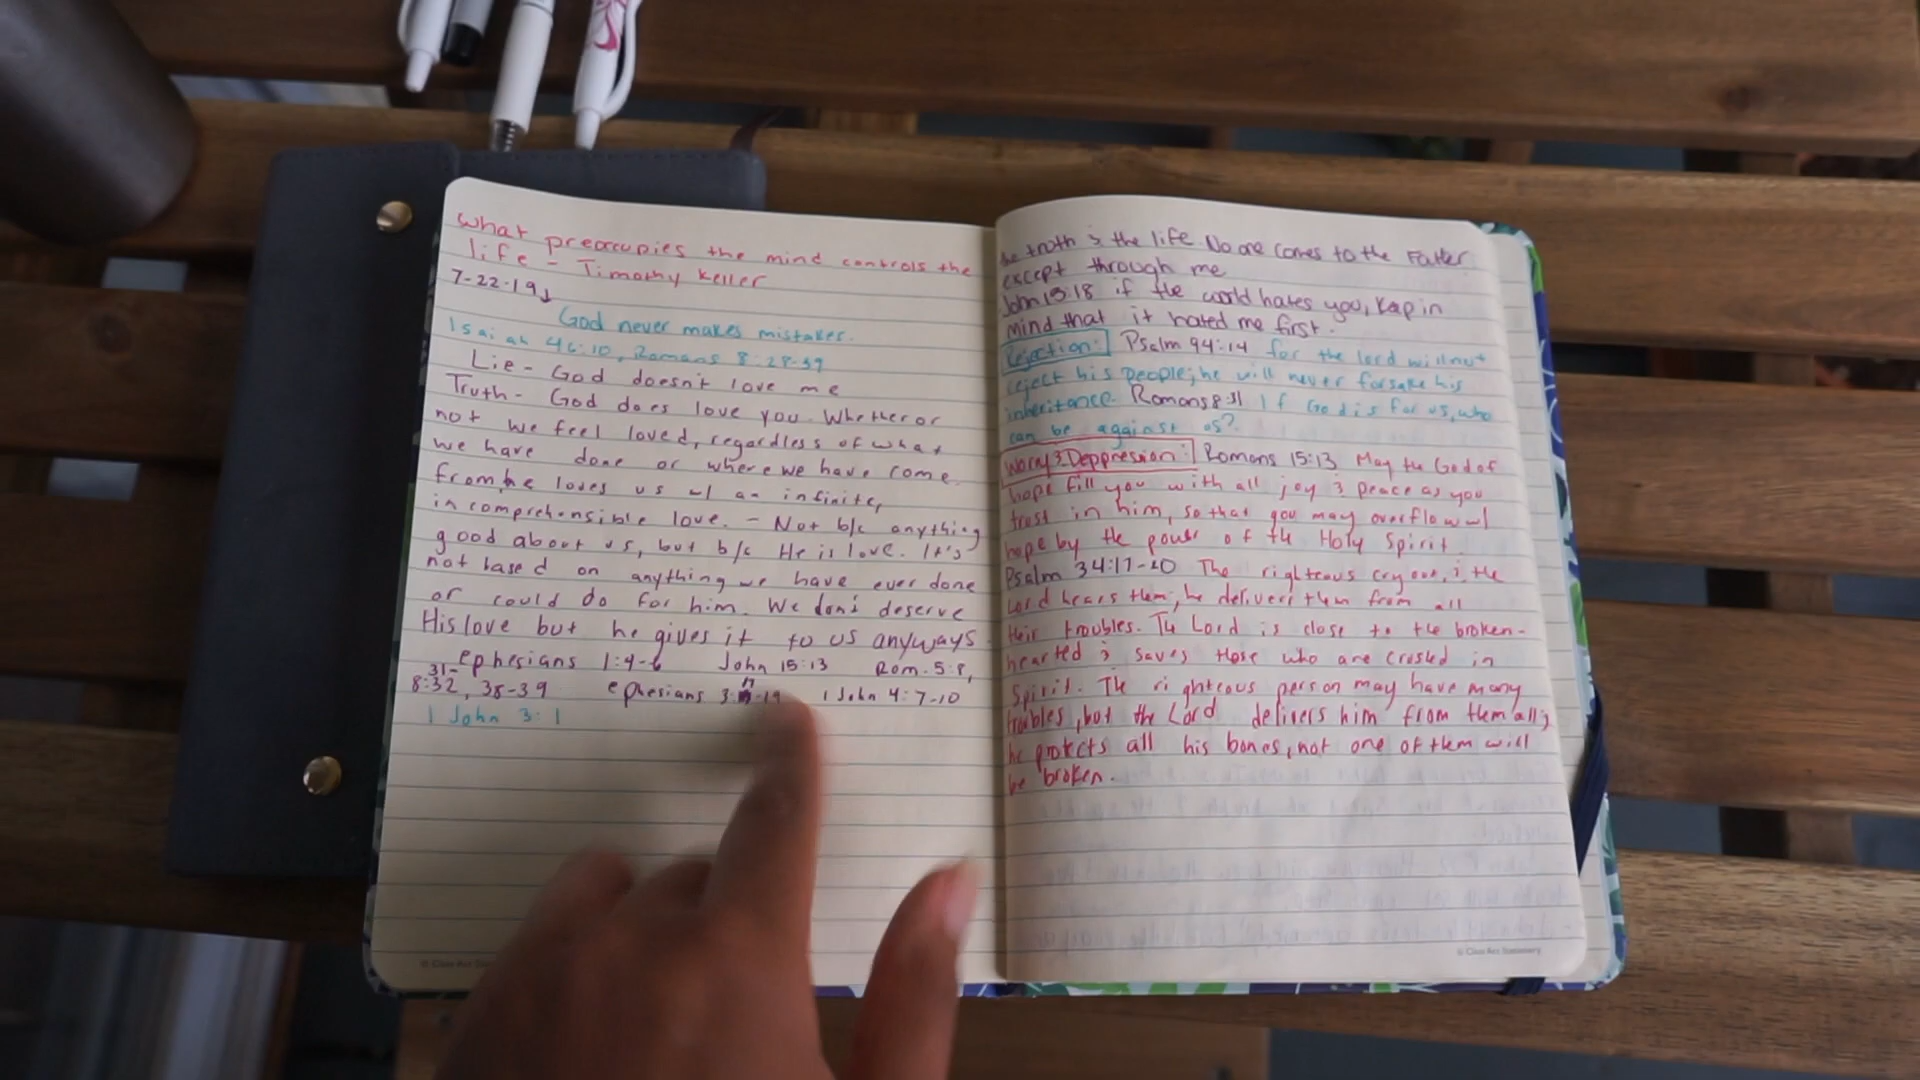 what preoccupies the mind controls the
life - Timothy Keller
7-22-19↓
God never makes mistakes.
Isaiah 46:10, Romans 8:28-39
Lie - God doesn't love me
Truth - God does love you. Whether or
not we feel loved, regardless of what
we have done or where we have come
from he loves us w/ an infinite,
incomprehensible love. - Not b/c anything
good about us, but b/c He is love. It's
not based on anything we have ever done
or could do for him. We don't deserve
His love but he gives it to us anyways.
ephesians 1:4-6 John 15:13 Rom. 5:8,
31-
8:32, 38-39 ephesians 3:17-19 1 John 4:7-10
1 John 3:1
the truth & the life. No one comes to the Father
except through me
John 15:18 if the world hates you, keep in
mind that it hated me first.
Rejection: Psalm 94:14 for the lord will not
reject his people; he will never forsake his
inheritance. Romans 8:31 If God is for us, who
can be against us?
Worry & Deppression: Romans 15:13 May the God of
hope fill you with all joy & peace as you
trust in him, so that you may overflow w/
hope by the power of the Holy Spirit.
Psalm 34:17-20 The righteous cry out, & the
Lord hears them; he delivers them from all
their troubles. The Lord is close to the broken-
hearted & saves those who are crushed in
Spirit. The righteous person may have many
troubles, but the Lord delivers him from them all;
he protects all his bones, not one of them will
be broken.
© Class Act Stationery